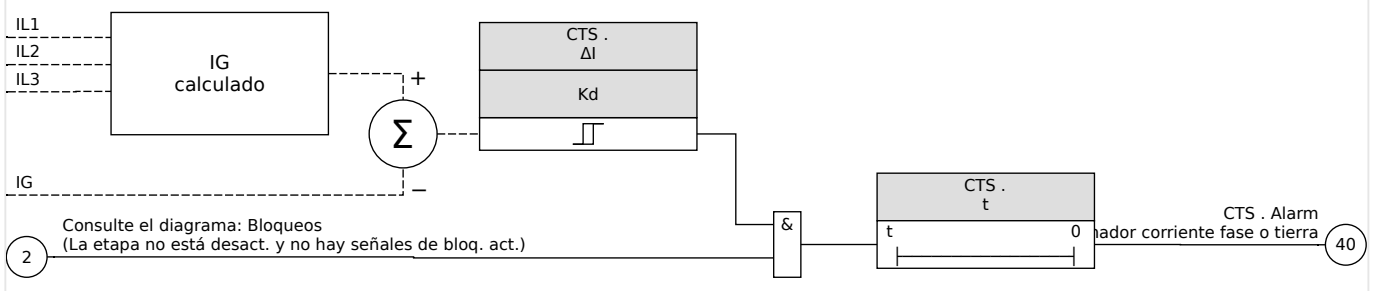 IL1
IL2
IL3
IG
calculado
+
Σ
−
IG
CTS .
ΔI
Kd
Consulte el diagrama: Bloqueos
(La etapa no está desact. y no hay señales de bloq. act.)
2
&
CTS .
t
t 0
CTS . Alarm
corriente fase o tierra
40